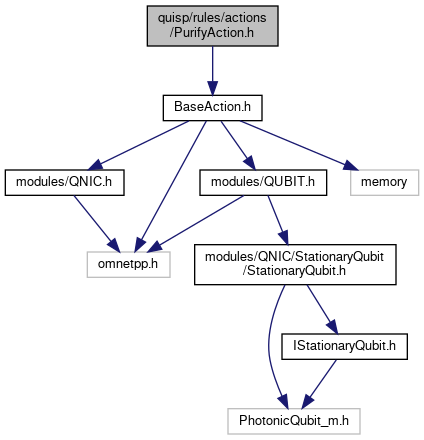 quisp/rules/actions
/PurifyAction.h
BaseAction.h
modules/QNIC.h
modules/QUBIT.h
memory
omnetpp.h
modules/QNIC/StationaryQubit
/StationaryQubit.h
IStationaryQubit.h
PhotonicQubit_m.h